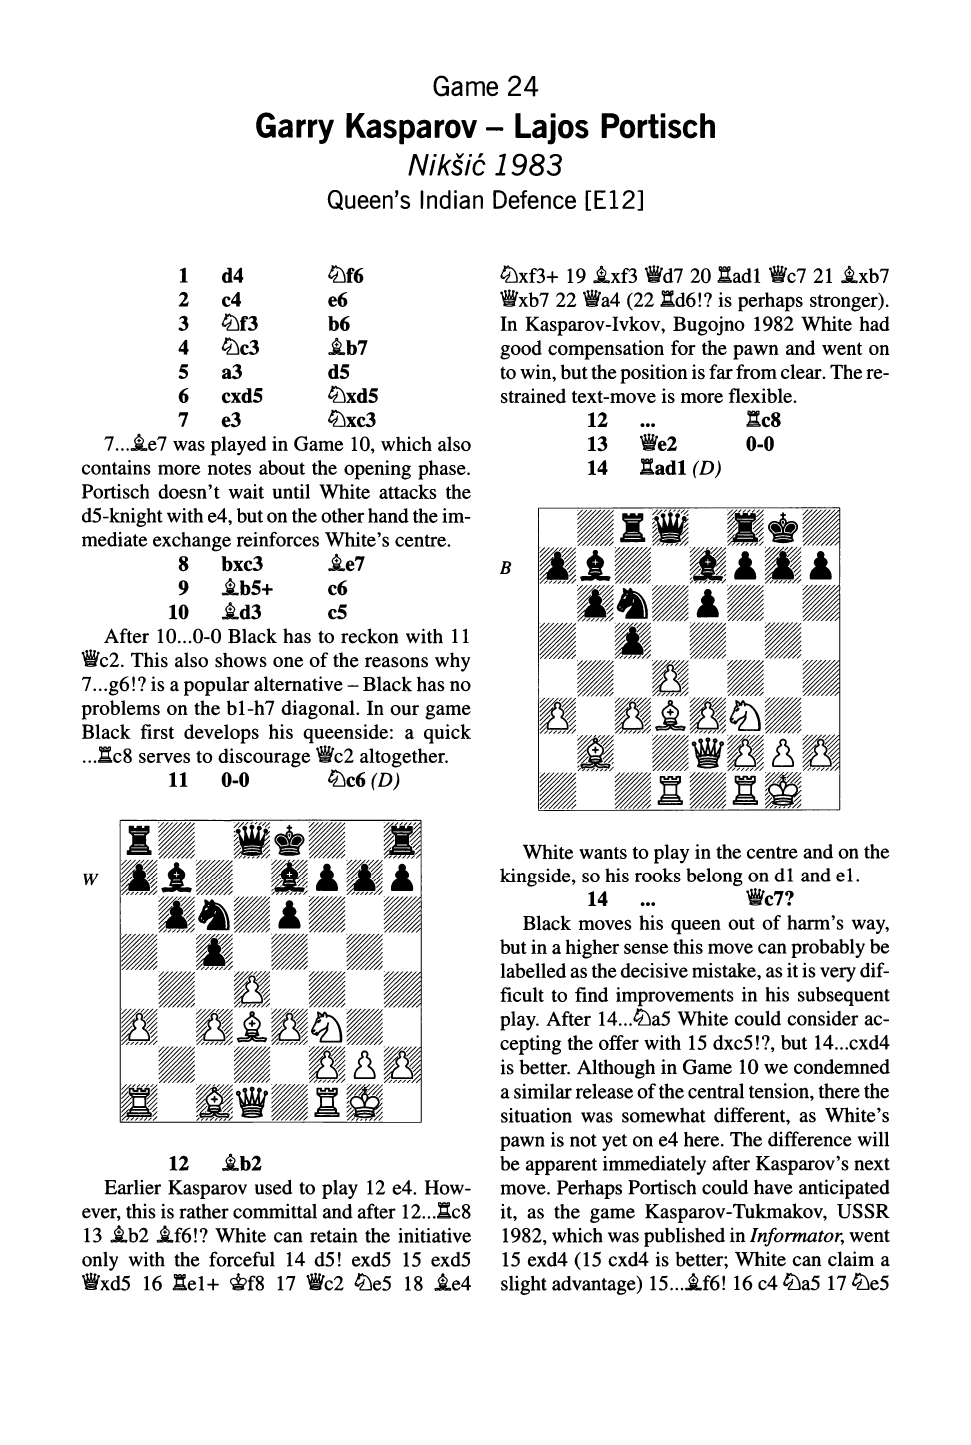 Game 24
Garry Kasparov – Lajos Portisch
Nikšić 1983
Queen's Indian Defence [E12]
1 d4 ♘f6
2 c4 e6
3 ♘f3 b6
4 ♘c3 ♗b7
5 a3 d5
6 cxd5 ♘xd5
7 e3 ♘xc3
7...♗e7 was played in Game 10, which also
contains more notes about the opening phase.
Portisch doesn't wait until White attacks the
d5-knight with e4, but on the other hand the im-
mediate exchange reinforces White's centre.
8 bxc3 ♗e7
9 ♗b5+ c6
10 ♗d3 c5
After 10...0-0 Black has to reckon with 11
♕c2. This also shows one of the reasons why
7...g6!? is a popular alternative – Black has no
problems on the b1-h7 diagonal. In our game
Black first develops his queenside: a quick
...♖c8 serves to discourage ♕c2 altogether.
11 0-0 ♘c6 (D)
W
12 ♗b2
Earlier Kasparov used to play 12 e4. How-
ever, this is rather committal and after 12...♖c8
13 ♗b2 ♗f6!? White can retain the initiative
only with the forceful 14 d5! exd5 15 exd5
♕xd5 16 ♖e1+ ♔f8 17 ♕c2 ♘e5 18 ♗e4
♘xf3+ 19 ♗xf3 ♕d7 20 ♖ad1 ♕c7 21 ♗xb7
♕xb7 22 ♕a4 (22 ♖d6!? is perhaps stronger).
In Kasparov-Ivkov, Bugojno 1982 White had
good compensation for the pawn and went on
to win, but the position is far from clear. The re-
strained text-move is more flexible.
12 ... ♖c8
13 ♕e2 0-0
14 ♖ad1 (D)
B
White wants to play in the centre and on the
kingside, so his rooks belong on d1 and e1.
14 ... ♕c7?
Black moves his queen out of harm's way,
but in a higher sense this move can probably be
labelled as the decisive mistake, as it is very dif-
ficult to find improvements in his subsequent
play. After 14...♘a5 White could consider ac-
cepting the offer with 15 dxc5!?, but 14...cxd4
is better. Although in Game 10 we condemned
a similar release of the central tension, there the
situation was somewhat different, as White's
pawn is not yet on e4 here. The difference will
be apparent immediately after Kasparov's next
move. Perhaps Portisch could have anticipated
it, as the game Kasparov-Tukmakov, USSR
1982, which was published in Informator, went
15 exd4 (15 cxd4 is better; White can claim a
slight advantage) 15...♗f6! 16 c4 ♘a5 17 ♘e5